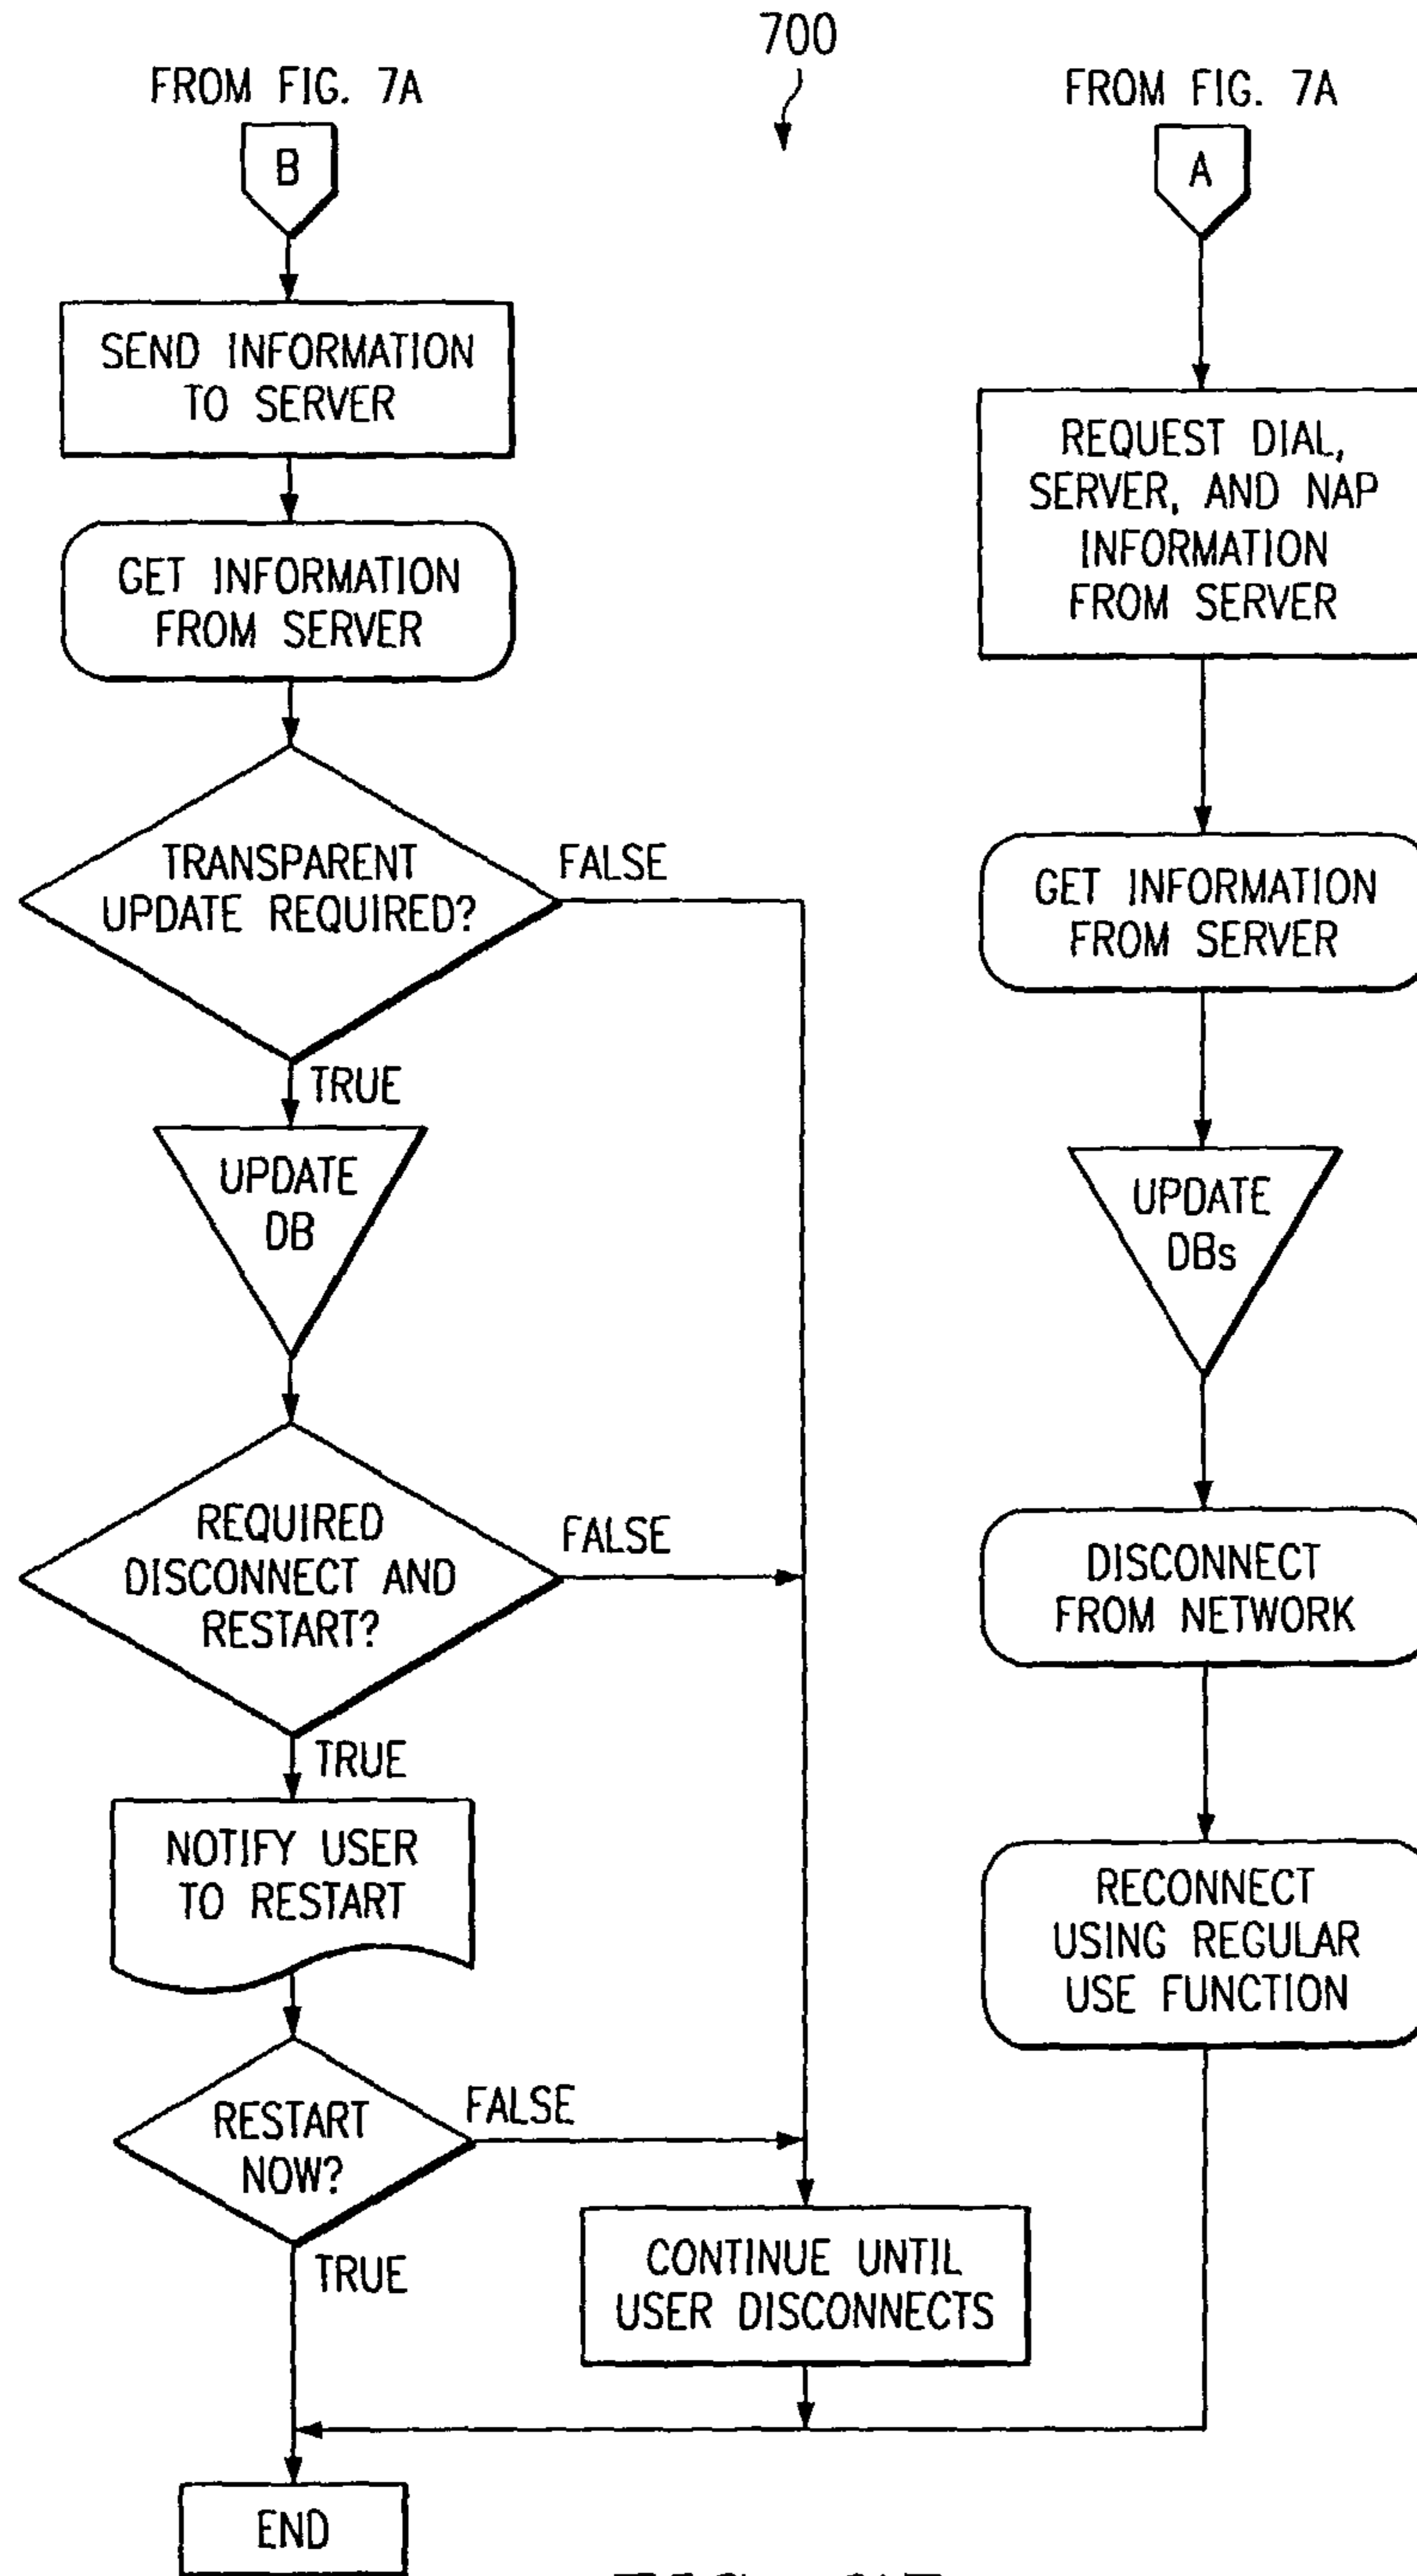 700
FROM FIG. 7A
B
SEND INFORMATION
TO SERVER
GET INFORMATION
FROM SERVER
TRANSPARENT
UPDATE REQUIRED?
FALSE
TRUE
UPDATE
DB
REQUIRED
DISCONNECT AND
RESTART?
FALSE
TRUE
NOTIFY USER
TO RESTART
RESTART
NOW?
FALSE
TRUE
CONTINUE UNTIL
USER DISCONNECTS
END
FROM FIG. 7A
A
REQUEST DIAL,
SERVER, AND NAP
INFORMATION
FROM SERVER
GET INFORMATION
FROM SERVER
UPDATE
DBs
DISCONNECT
FROM NETWORK
RECONNECT
USING REGULAR
USE FUNCTION